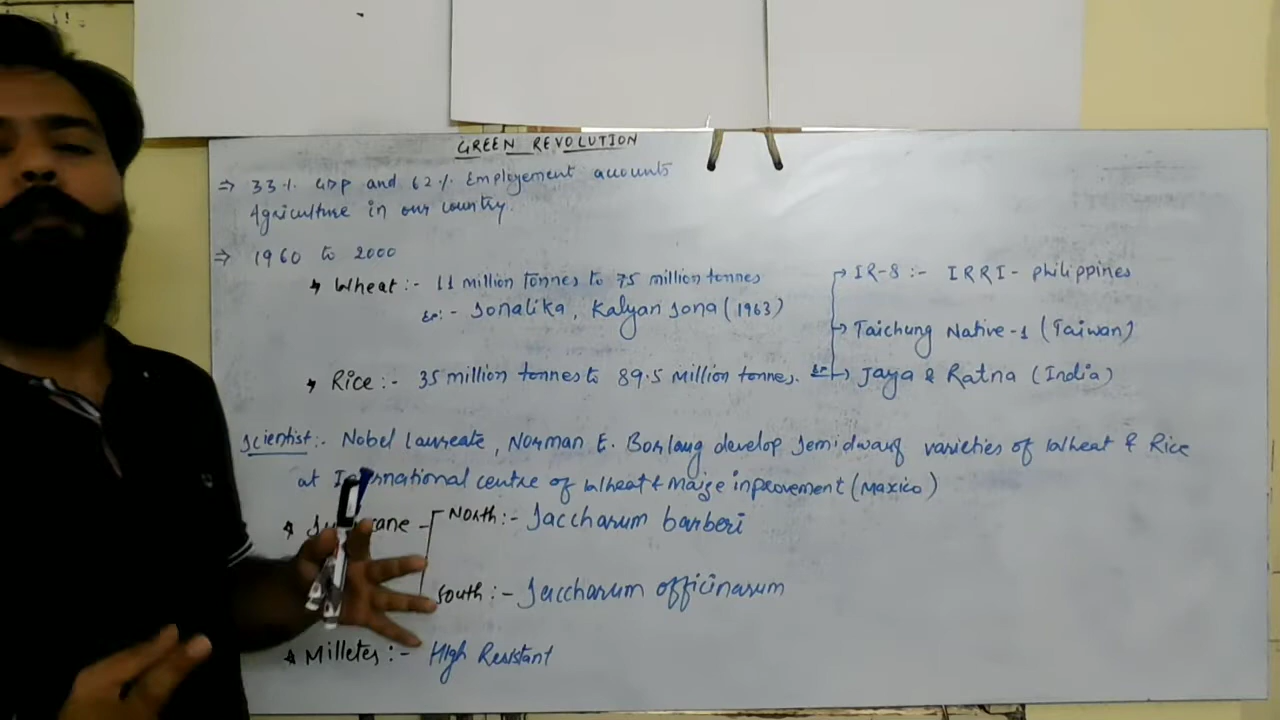 GREEN REVOLUTION
⇒ 33% GDP and 62% Employement accounts
Agriculture in our country.
⇒ 1960 to 2000
Wheat :- 11 million tonnes to 75 million tonnes
Ex:- Sonalika, Kalyan Sona (1963)
Rice :- 35 million tonnes to 89.5 Million tonnes. Ex
→ IR-8 :- IRRI - Philippines
→ Taichung Native-1 (Taiwan)
→ Jaya & Ratna (India)
Scientist :- Nobel laureate, Norman E. Borlaug develop Semidwarf varieties of Wheat & Rice
at International centre of Wheat & Maize inprovement (Maxico)
cane - North :- Saccharum barberi
South :- Saccharum officinarum
Milletes :- High Resistant